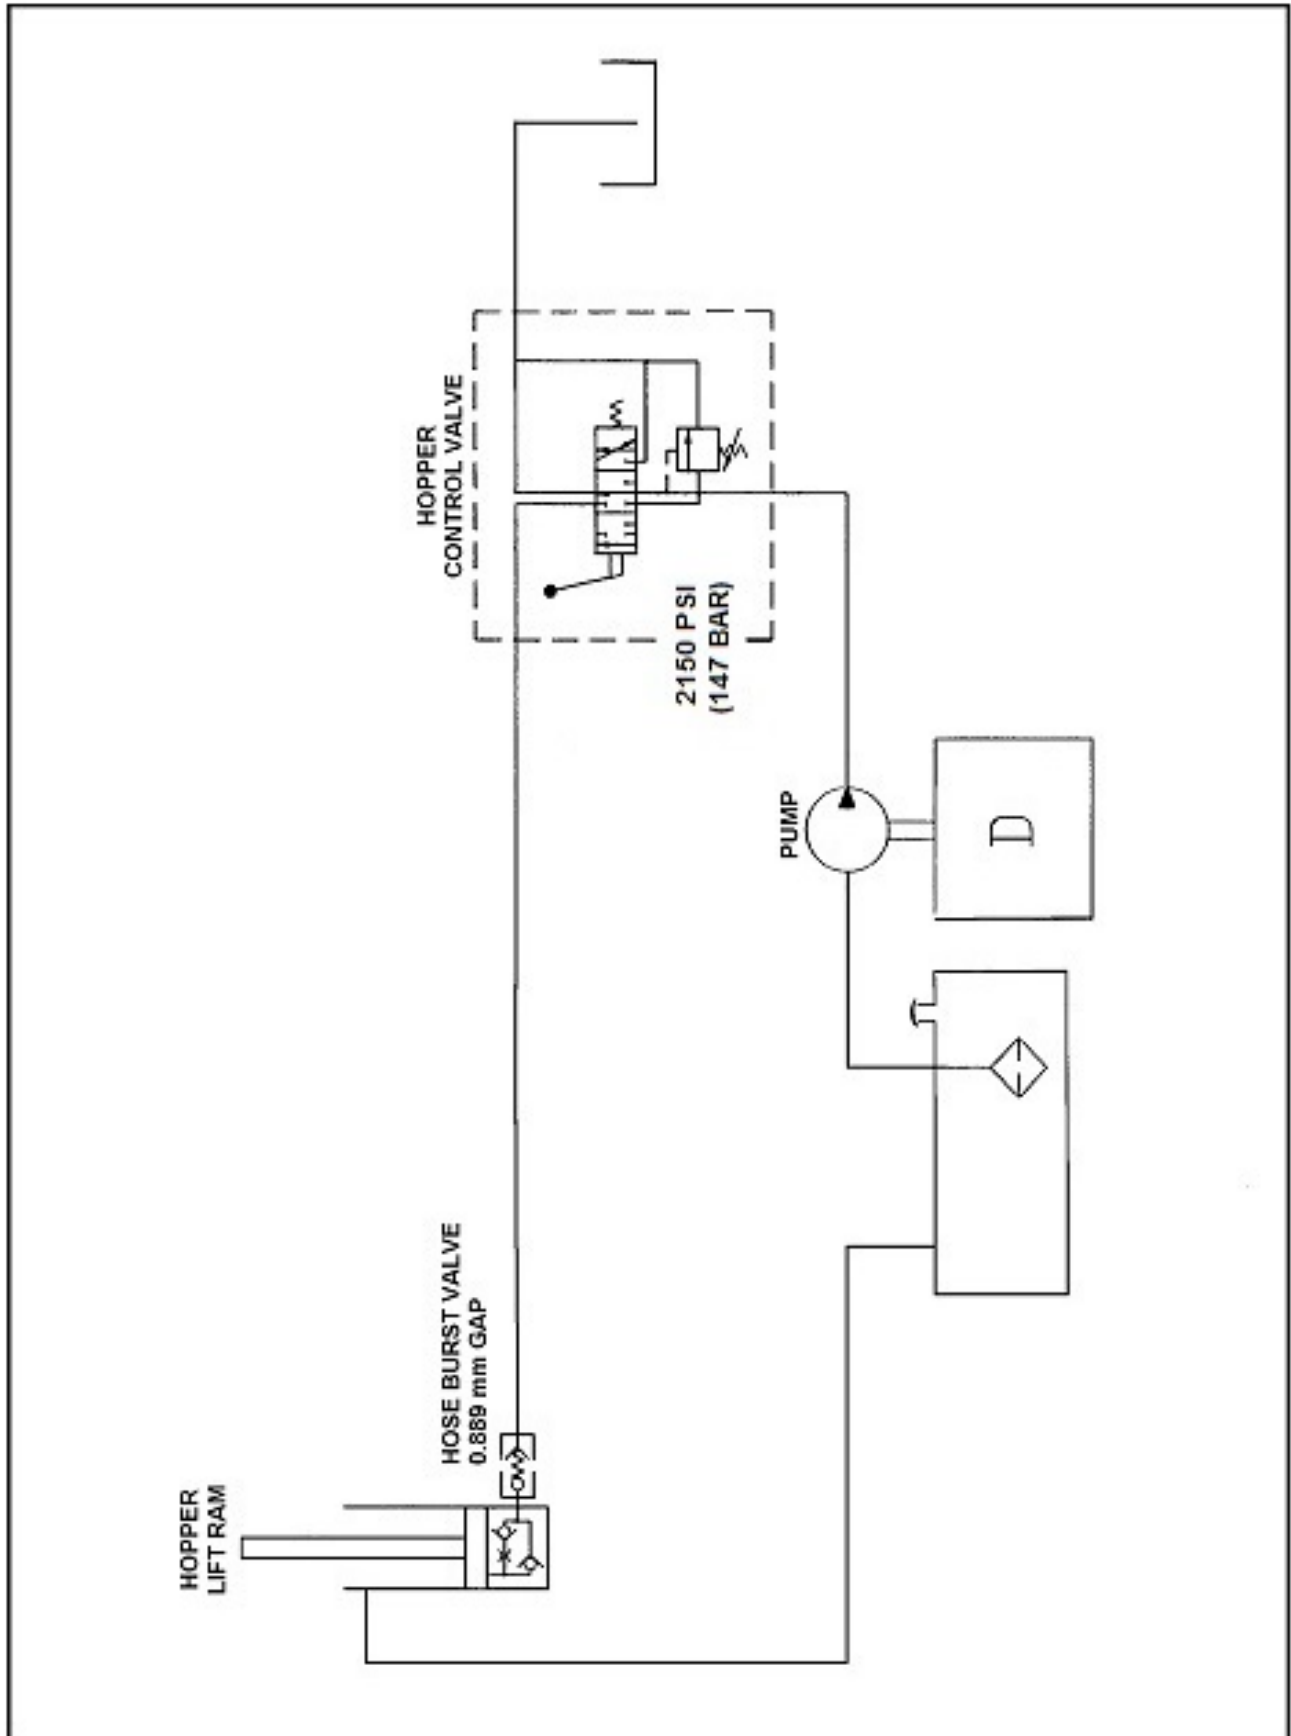 HOPPER
LIFT RAM
HOSE BURST VALVE
0.889 mm GAP
HOPPER
CONTROL VALVE
2150 PSI
(147 BAR)
PUMP
D